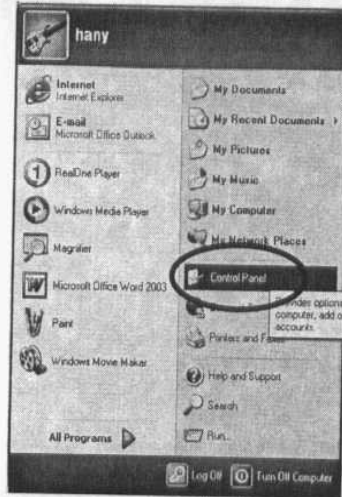 hany
Internet
Internet Explorer
E-mail
Microsoft Office Outlook
RealOne Player
Windows Media Player
Magnifier
Microsoft Office Word 2003
Paint
Windows Movie Maker
All Programs
My Documents
My Recent Documents
My Pictures
My Music
My Computer
My Network Places
Control Panel
Provides options
computer, add o
accounts.
Printers and Faxes
Help and Support
Search
Run...
Log Off
Turn Off Computer